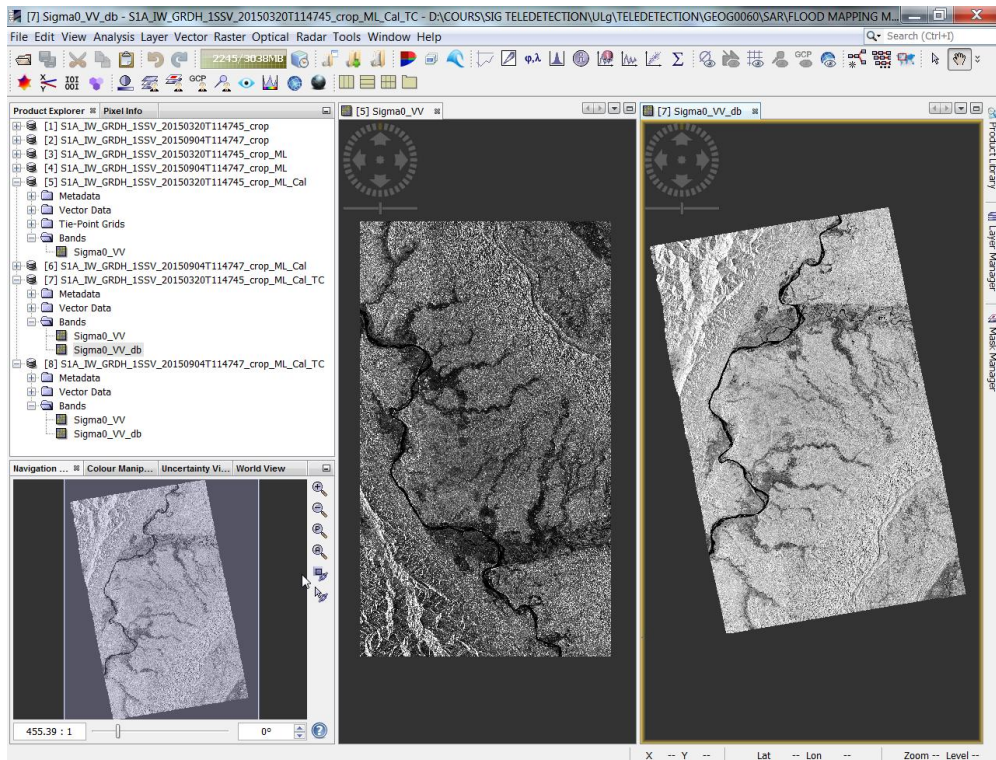 [7] Sigma0_VV_db - S1A_IW_GRDH_1SSV_20150320T114745_crop_ML_Cal_TC - D:\COURS\SIG TELEDETECTION\ULg\TELEDETECTION\GEOG0060\SAR\FLOOD MAPPING M...
File Edit View Analysis Layer Vector Raster Optical Radar Tools Window Help
Search (Ctrl+I)
2245/3038MB
GCP
φ,λ
Σ
GCP
Product Explorer
Pixel Info
[5] Sigma0_VV
[7] Sigma0_VV_db
[1] S1A_IW_GRDH_1SSV_20150320T114745_crop
[2] S1A_IW_GRDH_1SSV_20150904T114747_crop
[3] S1A_IW_GRDH_1SSV_20150320T114745_crop_ML
[4] S1A_IW_GRDH_1SSV_20150904T114747_crop_ML
[5] S1A_IW_GRDH_1SSV_20150320T114745_crop_ML_Cal
Metadata
Vector Data
Tie-Point Grids
Bands
Sigma0_VV
[6] S1A_IW_GRDH_1SSV_20150904T114747_crop_ML_Cal
[7] S1A_IW_GRDH_1SSV_20150320T114745_crop_ML_Cal_TC
Metadata
Vector Data
Bands
Sigma0_VV
Sigma0_VV_db
[8] S1A_IW_GRDH_1SSV_20150904T114747_crop_ML_Cal_TC
Metadata
Vector Data
Bands
Sigma0_VV
Sigma0_VV_db
Product Library
Layer Manager
Mask Manager
Navigation ...
Colour Manip...
Uncertainty Vi...
World View
455.39 : 1
0°
X -- Y -- Lat -- Lon -- Zoom -- Level --